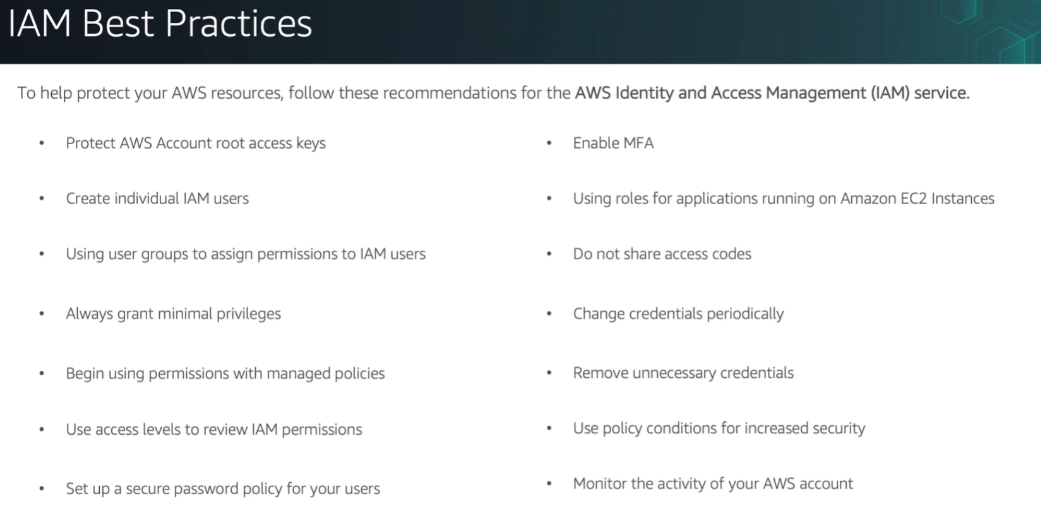 IAM Best Practices
To help protect your AWS resources, follow these recommendations for the AWS Identity and Access Management (IAM) service.
• Protect AWS Account root access keys
• Create individual IAM users
• Using user groups to assign permissions to IAM users
• Always grant minimal privileges
• Begin using permissions with managed policies
• Use access levels to review IAM permissions
• Set up a secure password policy for your users
• Enable MFA
• Using roles for applications running on Amazon EC2 Instances
• Do not share access codes
• Change credentials periodically
• Remove unnecessary credentials
• Use policy conditions for increased security
• Monitor the activity of your AWS account